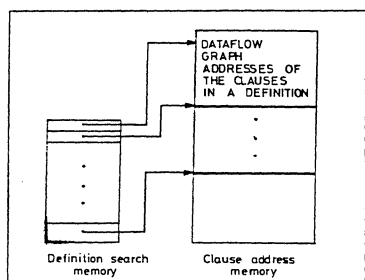 DATAFLOW
GRAPH
ADDRESSES OF
THE CLAUSES
IN A DEFINITION
Definition search
memory
Clause address
memory